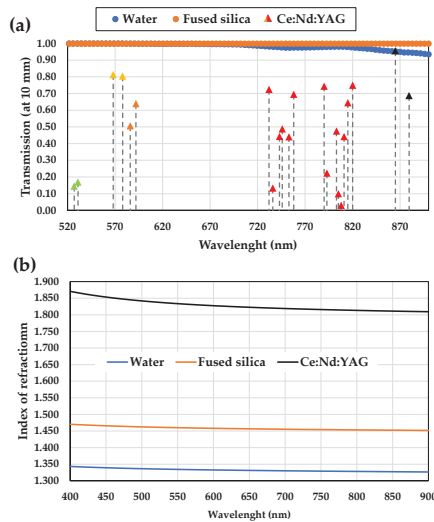 Water Fused silica Ce:Nd:YAG
(a)
Transmission (at 10 mm)
1.00
0.90
0.80
0.70
0.60
0.50
0.40
0.30
0.20
0.10
0.00
520 570 620 670 720 770 820 870
Wavelenght (nm)
(b)
Index of refractiomn
1.900
1.850
1.800
1.750
1.700
1.650
1.600
1.550
1.500
1.450
1.400
1.350
1.300
Water Fused silica Ce:Nd:YAG
400 450 500 550 600 650 700 750 800 850 900
Wavelenght (nm)